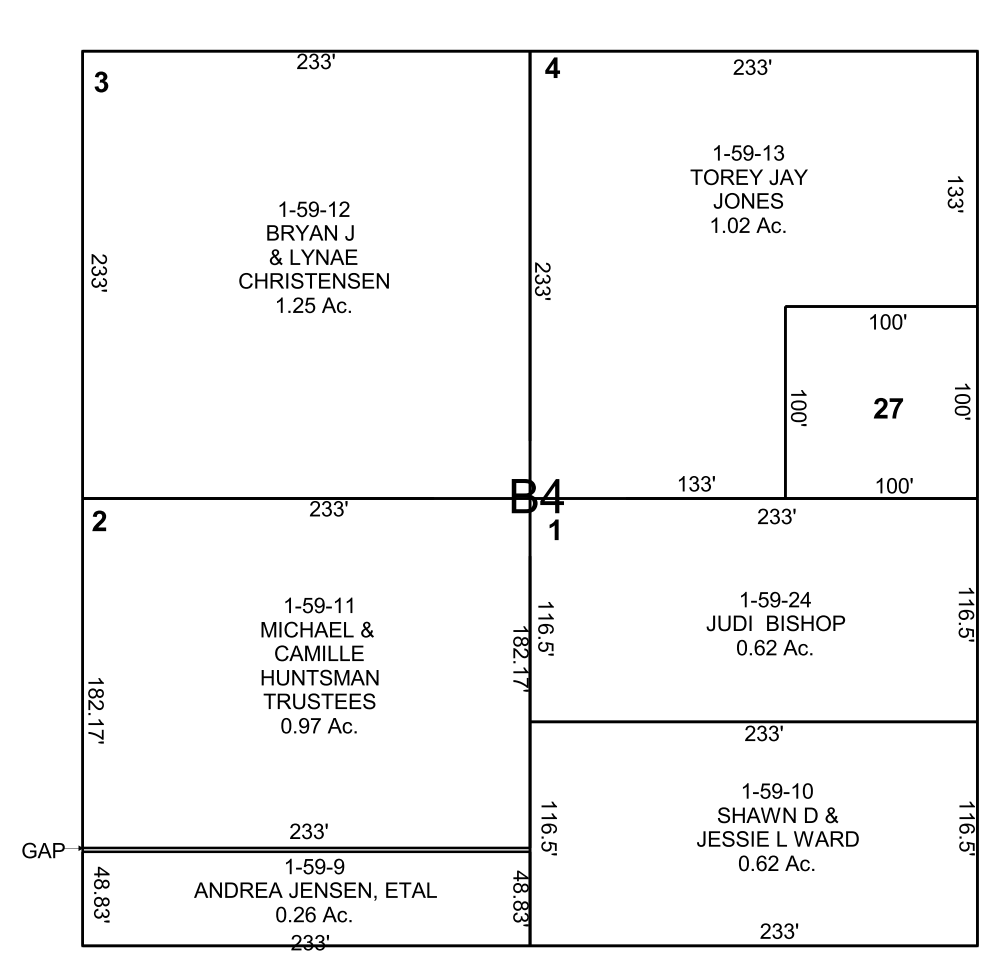 233'
3
1-59-12
BRYAN J
& LYNAE
CHRISTENSEN
1.25 Ac.
233'
233'
4
233'
1-59-13
TOREY JAY
JONES
1.02 Ac.
133'
100'
100'
27
100'
133'
100'
B4
233'
2
1-59-11
MICHAEL &
CAMILLE
HUNTSMAN
TRUSTEES
0.97 Ac.
182.17'
182.17'
233'
GAP
1-59-9
ANDREA JENSEN, ETAL
0.26 Ac.
48.83'
48.83'
233'
1
233'
1-59-24
JUDI BISHOP
0.62 Ac.
116.5'
116.5'
233'
1-59-10
SHAWN D &
JESSIE L WARD
0.62 Ac.
116.5'
116.5'
233'